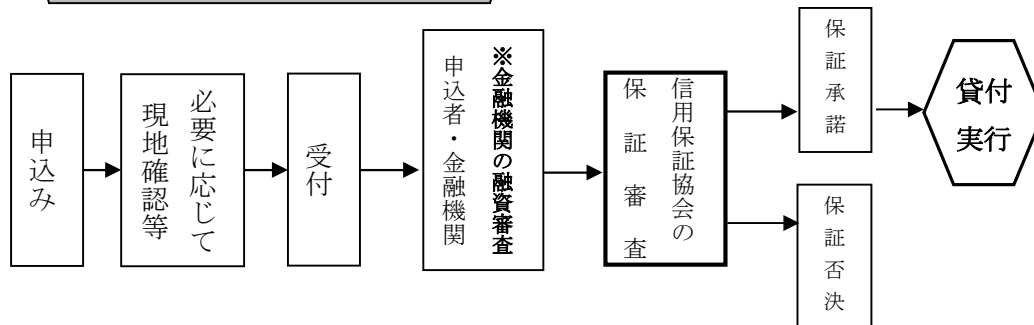 申込み
必要に応じて
現地確認等
受付
※金融機関の融資審査
申込者・金融機関
信用保証協会の
保証審査
保証承諾
保証否決
貸付
実行